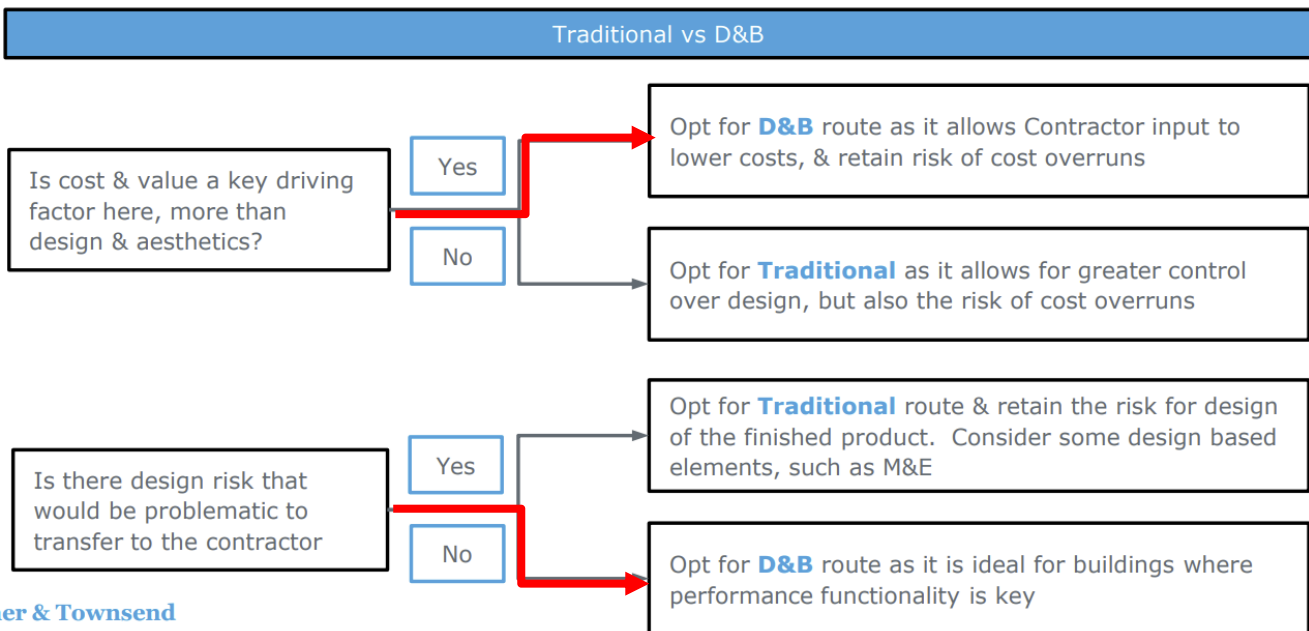 Traditional vs D&B
Is cost & value a key driving
factor here, more than
design & aesthetics?
Yes
No
Opt for D&B route as it allows Contractor input to
lower costs, & retain risk of cost overruns
Opt for Traditional as it allows for greater control
over design, but also the risk of cost overruns
Is there design risk that
would be problematic to
transfer to the contractor
Yes
No
Opt for Traditional route & retain the risk for design
of the finished product. Consider some design based
elements, such as M&E
Opt for D&B route as it is ideal for buildings where
performance functionality is key
& Townsend